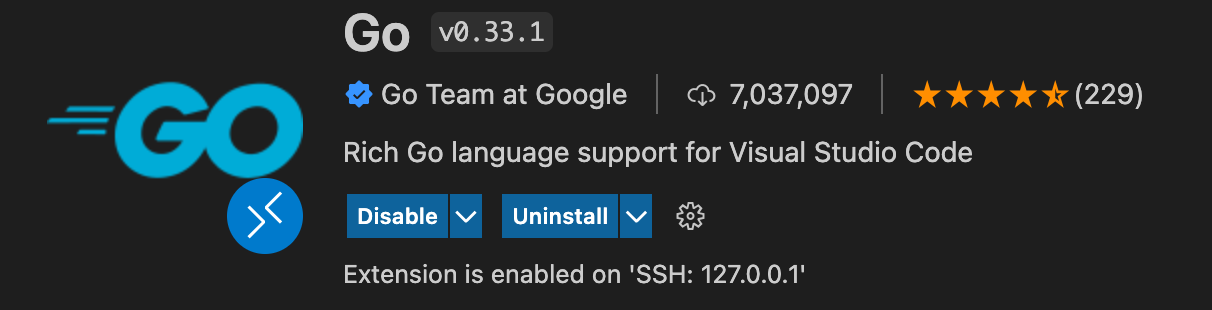 Go v0.33.1
GO
Go Team at Google 7,037,097 (229)
Rich Go language support for Visual Studio Code
Disable Uninstall
Extension is enabled on 'SSH: 127.0.0.1'